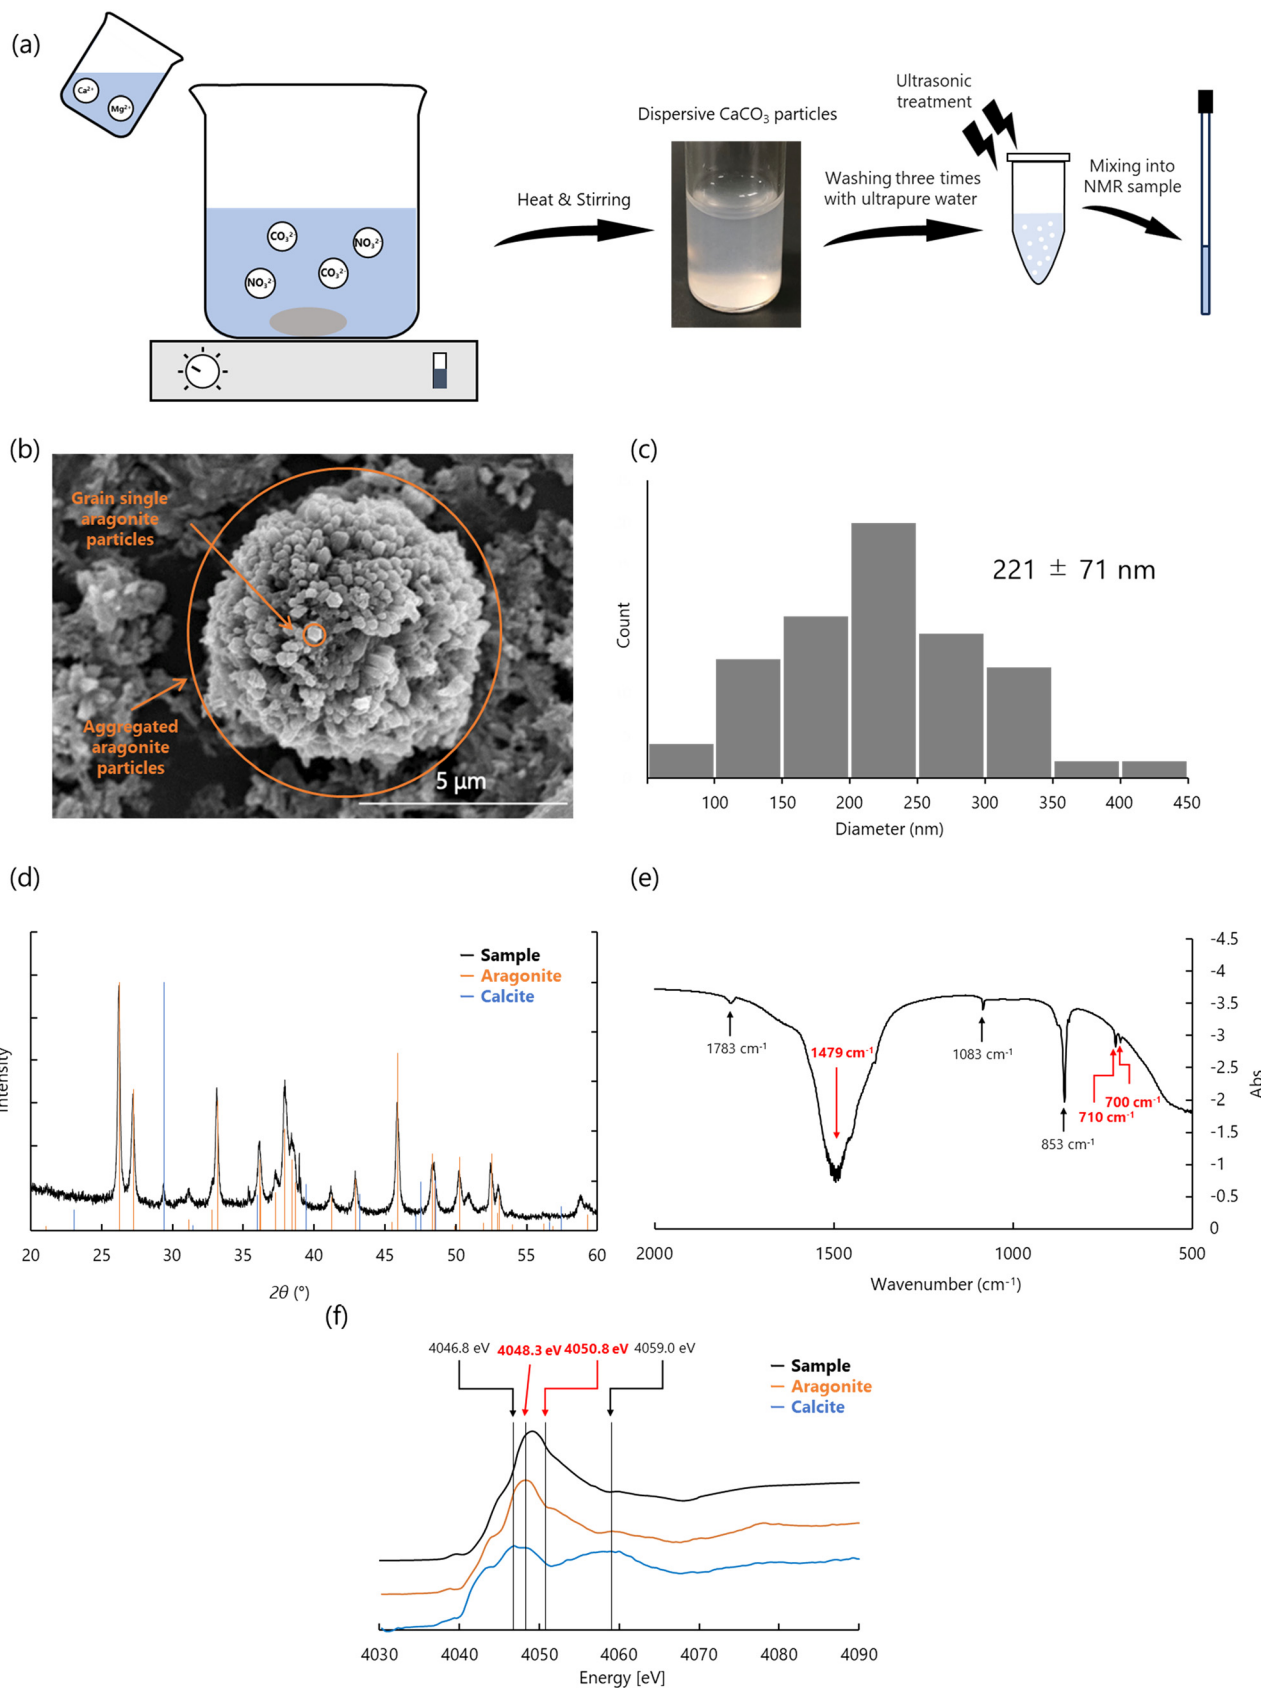 (a)
Ca²⁺
Mg²⁺
CO₃²⁻
NO₃²⁻
NO₃²⁻
CO₃²⁻
Heat & Stirring
Dispersive CaCO₃ particles
Washing three times
with ultrapure water
Ultrasonic
treatment
Mixing into
NMR sample
(b)
Grain single
aragonite
particles
Aggregated
aragonite
particles
5 μm
(c)
Count
221 ± 71 nm
100 150 200 250 300 350 400 450
Diameter (nm)
(d)
Intensity
Sample
Aragonite
Calcite
20 25 30 35 40 45 50 55 60
2θ (°)
(e)
-4.5
-4
-3.5
-3
-2.5
-2
-1.5
-1
-0.5
0
Abs
1783 cm⁻¹
1479 cm⁻¹
1083 cm⁻¹
853 cm⁻¹
700 cm⁻¹
710 cm⁻¹
2000 1500 1000 500
Wavenumber (cm⁻¹)
(f)
4046.8 eV 4048.3 eV 4050.8 eV 4059.0 eV
Sample
Aragonite
Calcite
4030 4040 4050 4060 4070 4080 4090
Energy [eV]